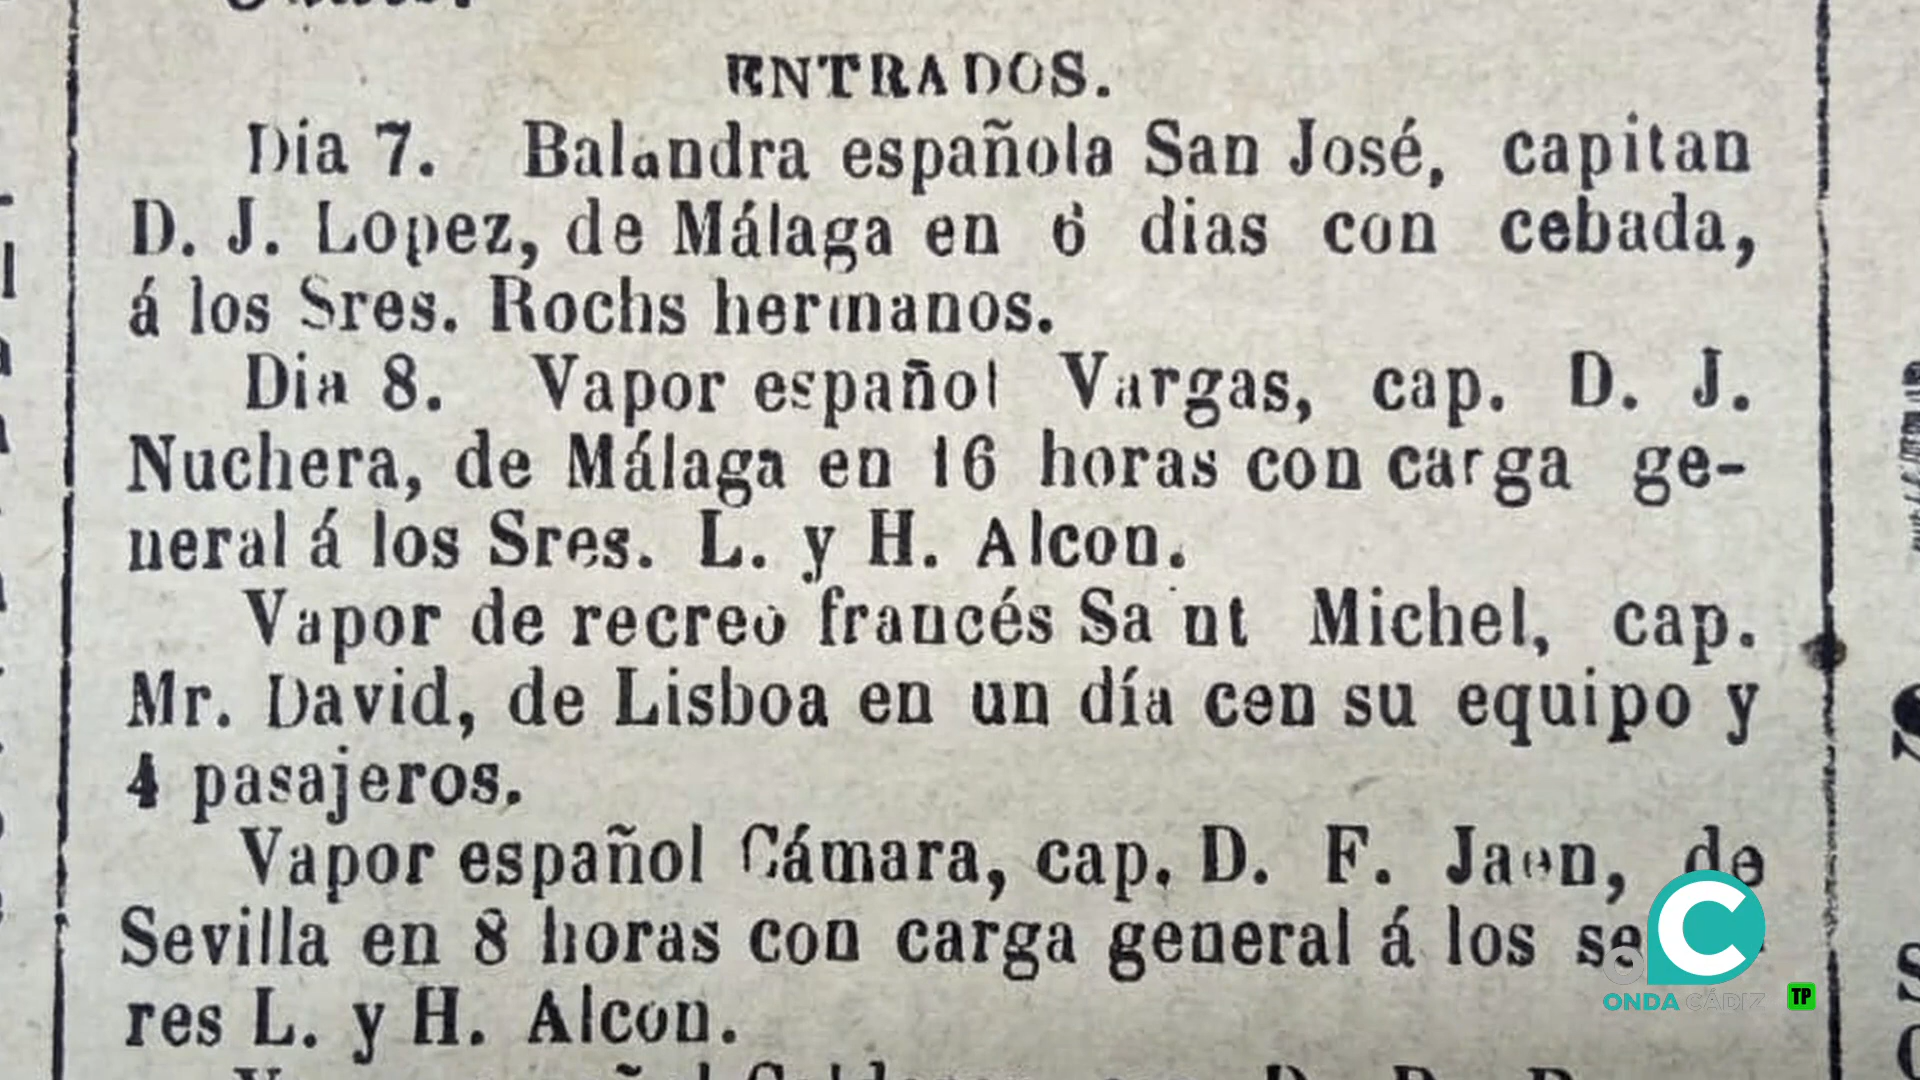 ENTRADOS.
Dia 7. Balandra española San José, capitan
D. J. Lopez, de Málaga en 6 dias con cebada,
á los Sres. Rochs hermanos.
Dia 8. Vapor español Vargas, cap. D. J.
Nuchera, de Málaga en 16 horas con carga ge-
neral á los Sres. L. y H. Alcon.
Vapor de recreo francés Sa nt Michel, cap.
Mr. David, de Lisboa en un día con su equipo y
4 pasajeros.
Vapor español Cámara, cap. D. F. Jaen, de
Sevilla en 8 horas con carga general á los
res L. y H. Alcon.
ONDA CÁDIZ
TP